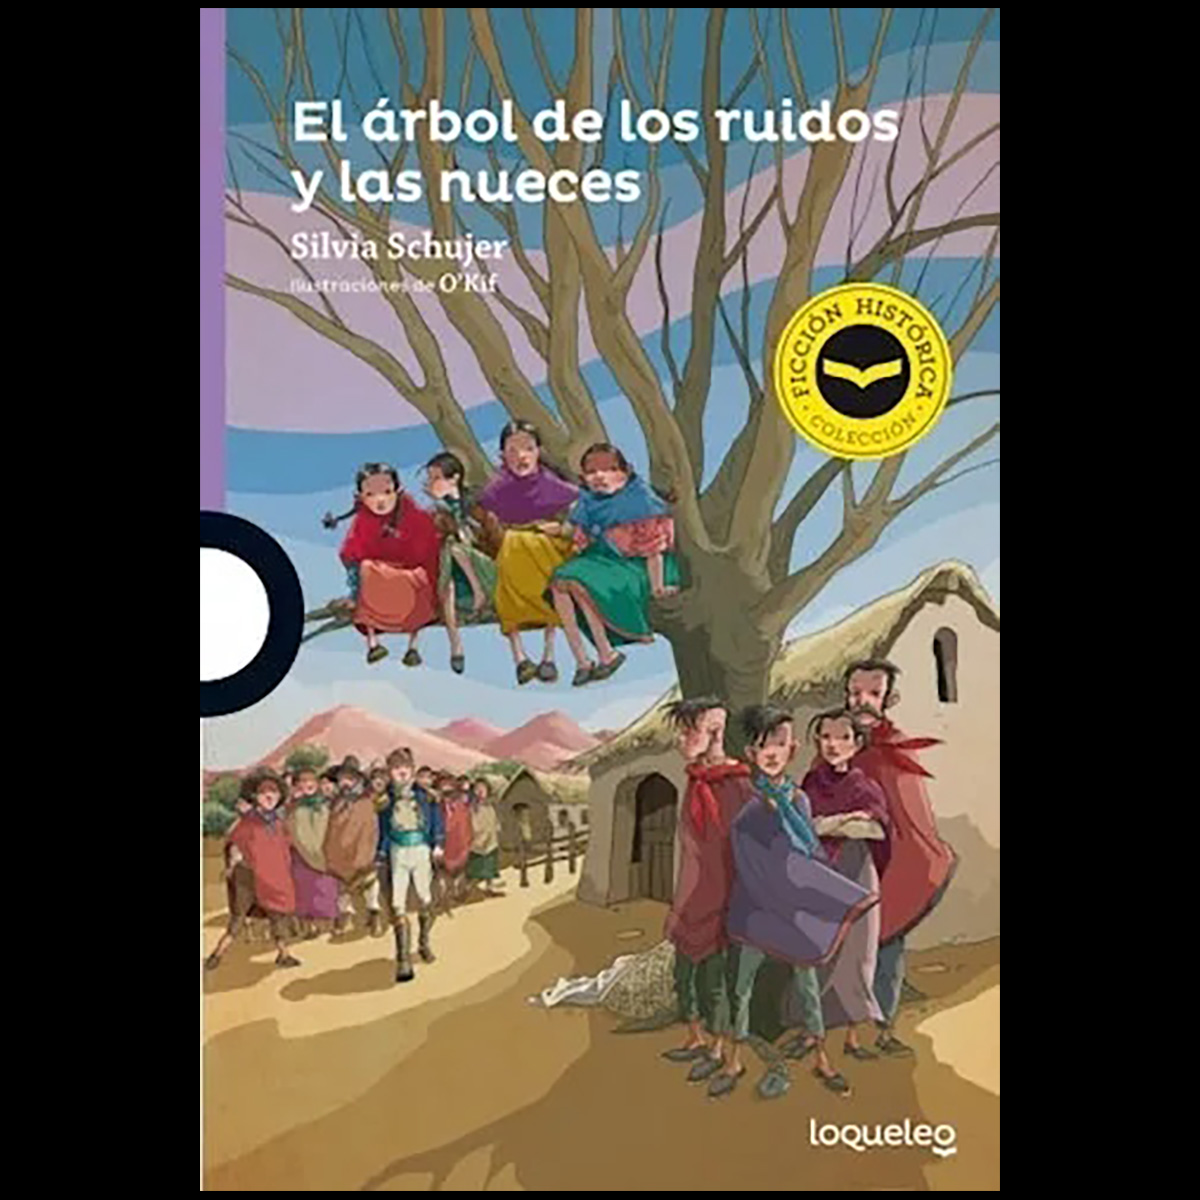 El árbol de los ruidos
y las nueces
Silvia Schujer
Ilustraciones de O'Kif
FICCIÓN HISTÓRICA
· COLECCIÓN ·
loqueleo